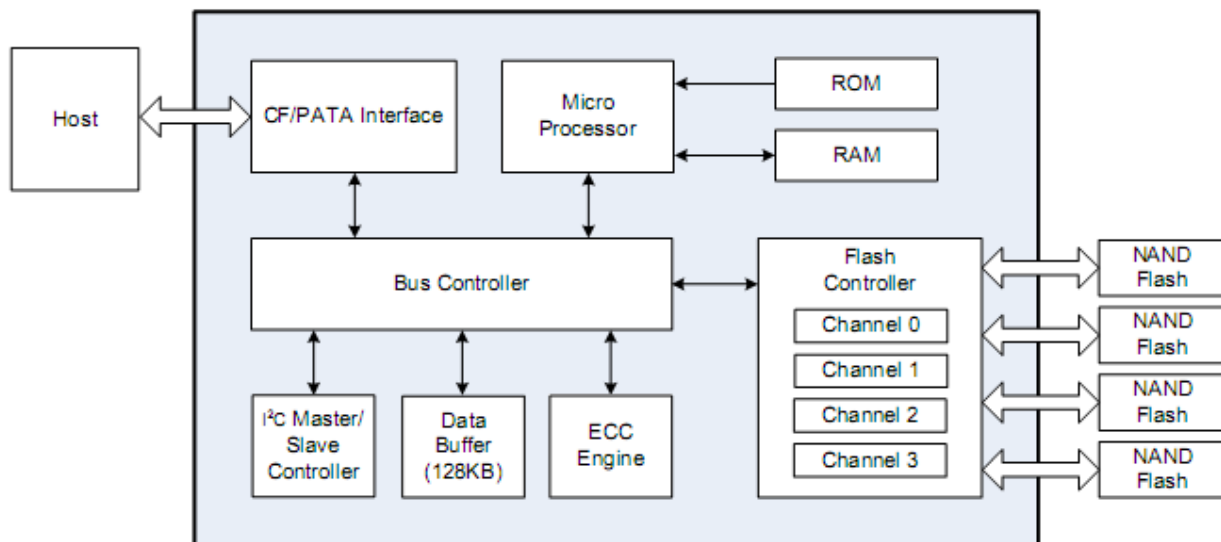 Host
CF/PATA Interface
Micro
Processor
ROM
RAM
Bus Controller
Flash
Controller
Channel 0
Channel 1
Channel 2
Channel 3
NAND
Flash
NAND
Flash
NAND
Flash
NAND
Flash
I²C Master/
Slave
Controller
Data
Buffer
(128KB)
ECC
Engine